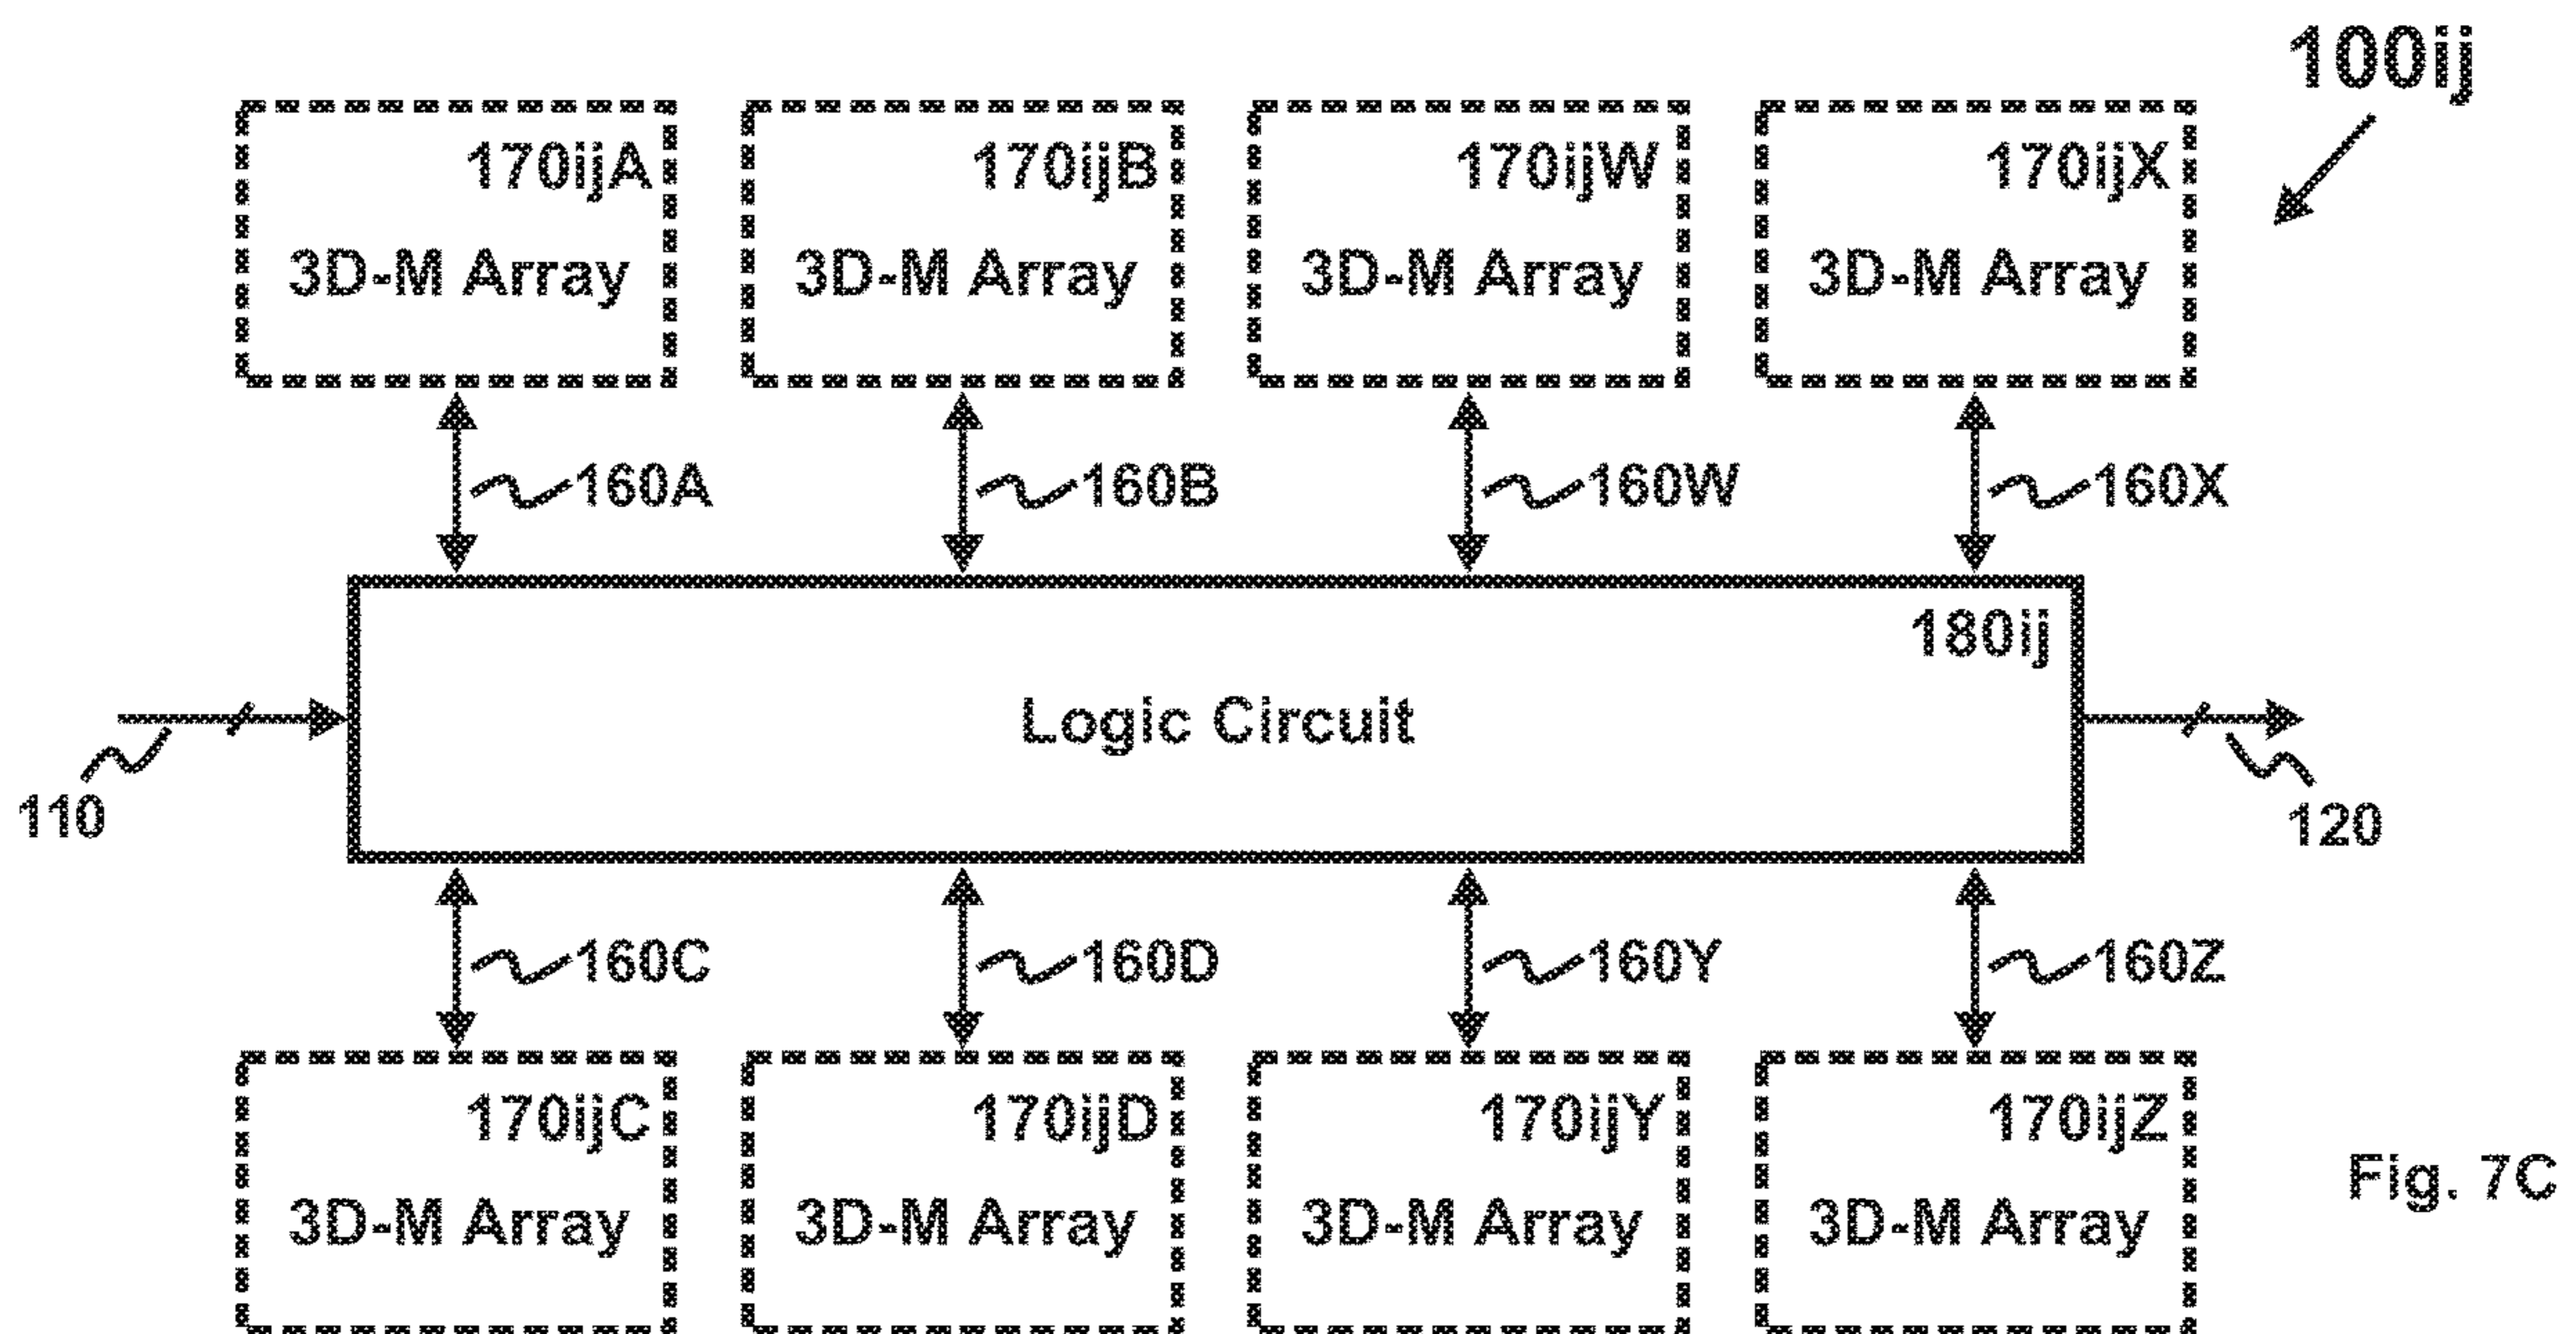 100ij
170ijA 170ijB 170ijW 170ijX
3D-M Array 3D-M Array 3D-M Array 3D-M Array
160A 160B 160W 160X
180ij
Logic Circuit
110
120
160C 160D 160Y 160Z
170ijC 170ijD 170ijY 170ijZ
3D-M Array 3D-M Array 3D-M Array 3D-M Array
Fig. 7C